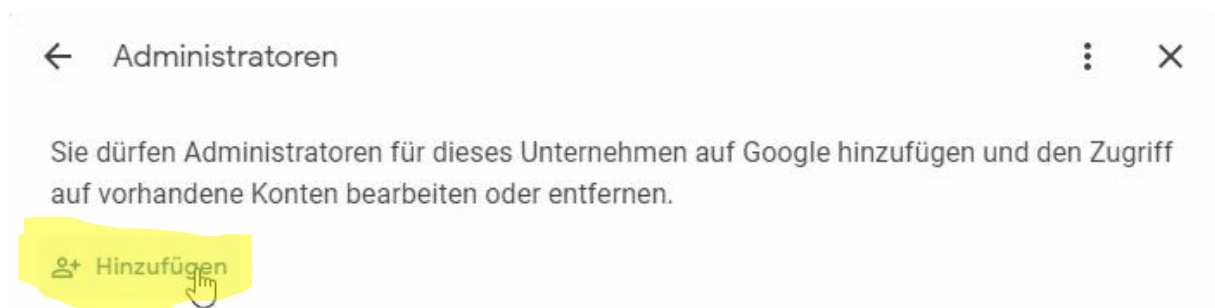 Administratoren
Sie dürfen Administratoren für dieses Unternehmen auf Google hinzufügen und den Zugriff
auf vorhandene Konten bearbeiten oder entfernen.
Hinzufügen